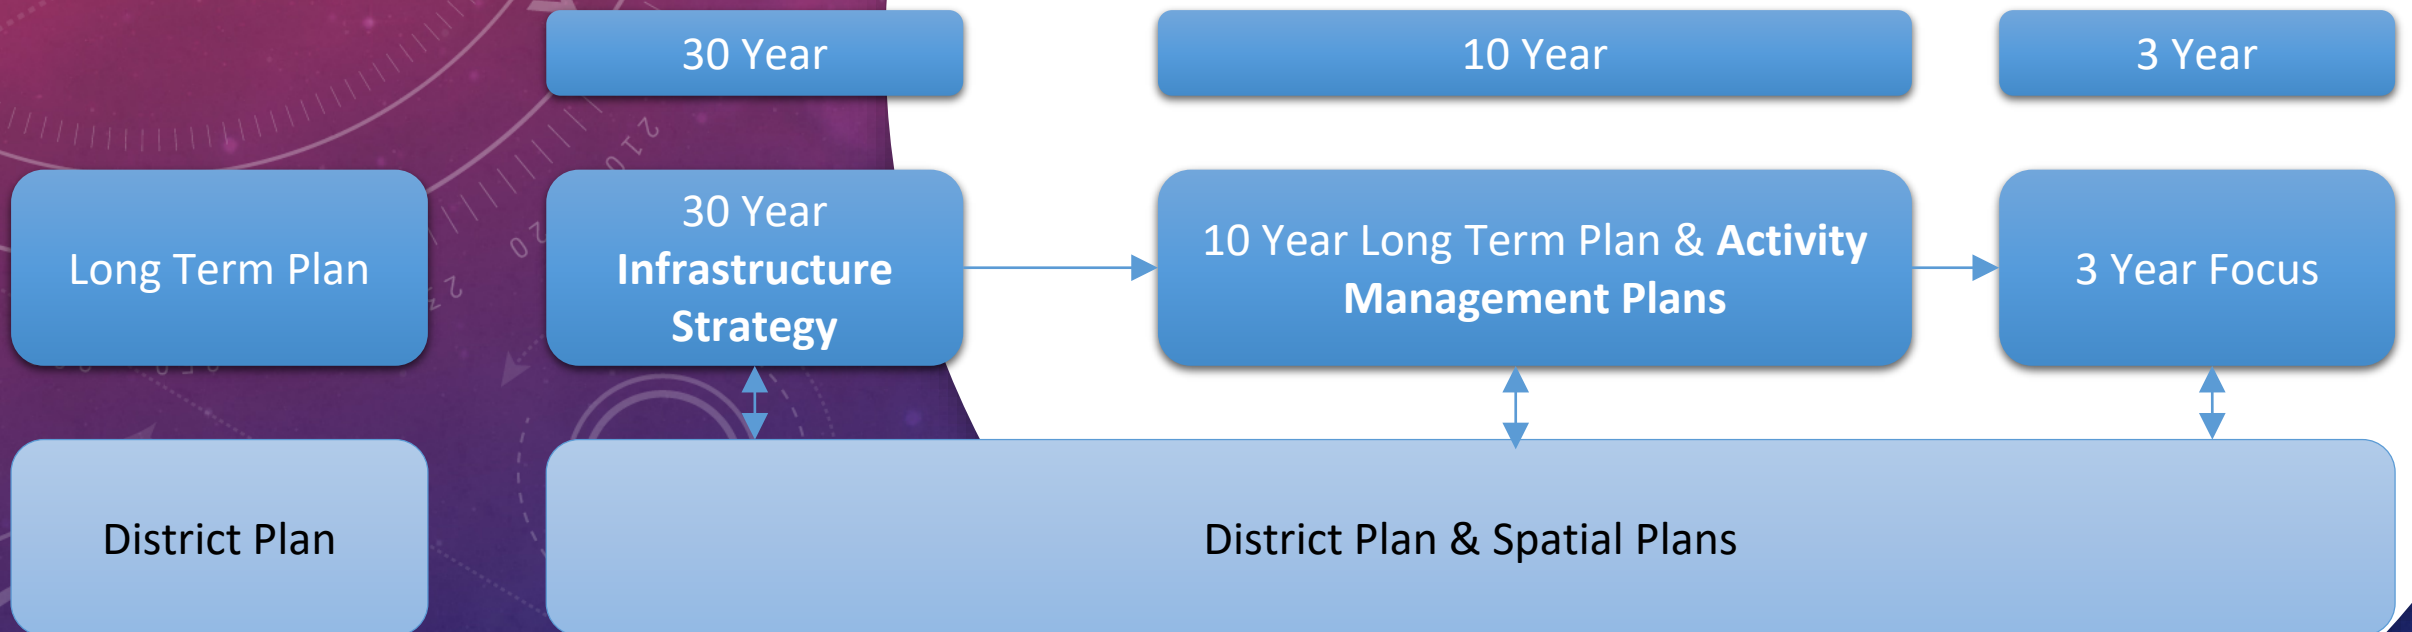 30 Year
10 Year
3 Year
Long Term Plan
30 Year
Infrastructure
Strategy
10 Year Long Term Plan & Activity
Management Plans
3 Year Focus
District Plan
District Plan & Spatial Plans